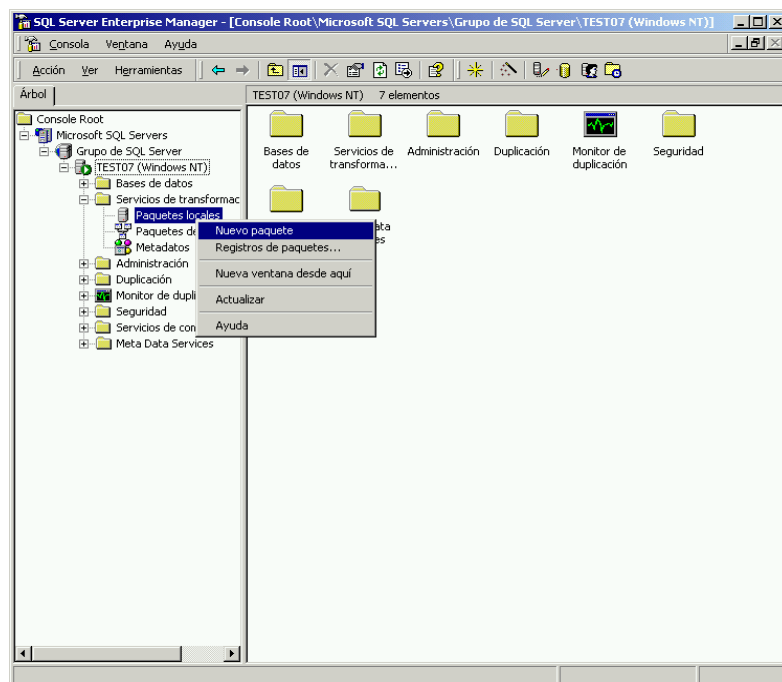 SQL Server Enterprise Manager - [Console Root\Microsoft SQL Servers\Grupo de SQL Server\TEST07 (Windows NT)]
Consola Ventana Ayuda
Acción Ver Herramientas
Árbol
TEST07 (Windows NT) 7 elementos
Console Root
Microsoft SQL Servers
Grupo de SQL Server
TEST07 (Windows NT)
Bases de datos
Servicios de transformac
Paquetes locales
Paquetes de
Metadatos
Administración
Duplicación
Monitor de dupli
Seguridad
Servicios de con
Meta Data Services
Nuevo paquete
Registros de paquetes...
Nueva ventana desde aquí
Actualizar
Ayuda
Bases de datos
Servicios de transforma...
Administración
Duplicación
Monitor de duplicación
Seguridad